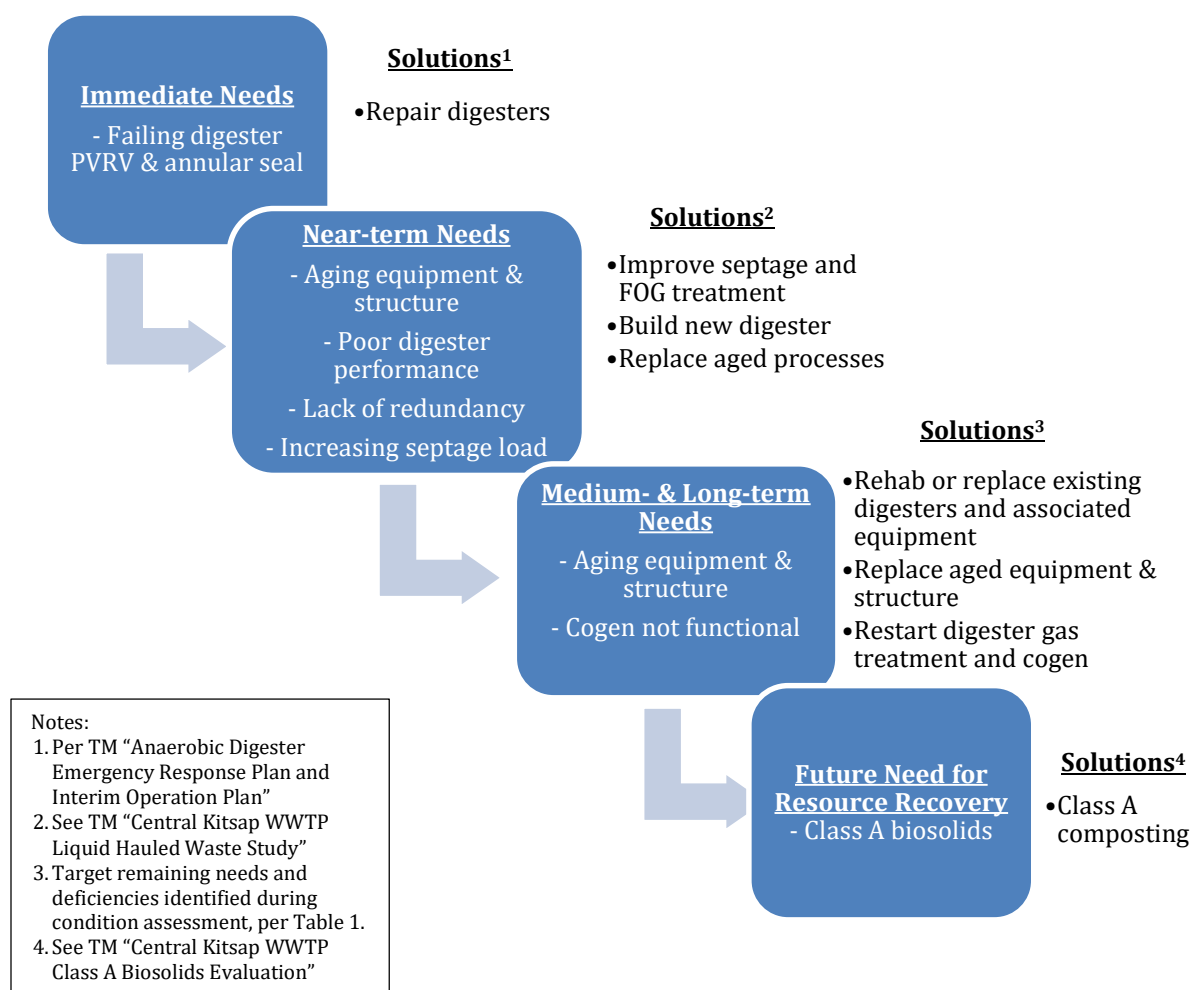 Immediate Needs
- Failing digester
PVRV & annular seal
Solutions¹
•Repair digesters
Near-term Needs
- Aging equipment &
structure
- Poor digester
performance
- Lack of redundancy
- Increasing septage load
Solutions²
•Improve septage and
FOG treatment
•Build new digester
•Replace aged processes
Medium- & Long-term
Needs
- Aging equipment &
structure
- Cogen not functional
Solutions³
•Rehab or replace existing
digesters and associated
equipment
•Replace aged equipment &
structure
•Restart digester gas
treatment and cogen
Future Need for
Resource Recovery
- Class A biosolids
Solutions⁴
•Class A
composting
Notes:
1. Per TM “Anaerobic Digester
Emergency Response Plan and
Interim Operation Plan”
2. See TM “Central Kitsap WWTP
Liquid Hauled Waste Study”
3. Target remaining needs and
deficiencies identified during
condition assessment, per Table 1.
4. See TM “Central Kitsap WWTP
Class A Biosolids Evaluation”